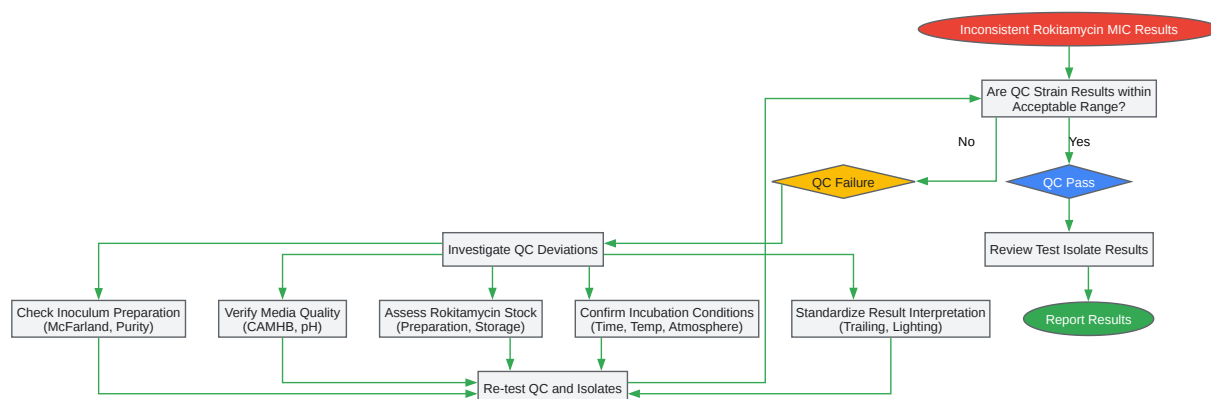 Inconsistent Rokitamycin MIC Results
Are QC Strain Results within
Acceptable Range?
No
Yes
QC Failure
QC Pass
Investigate QC Deviations
Review Test Isolate Results
Check Inoculum Preparation
(McFarland, Purity)
Verify Media Quality
(CAMHB, pH)
Assess Rokitamycin Stock
(Preparation, Storage)
Confirm Incubation Conditions
(Time, Temp, Atmosphere)
Standardize Result Interpretation
(Trailing, Lighting)
Report Results
Re-test QC and Isolates